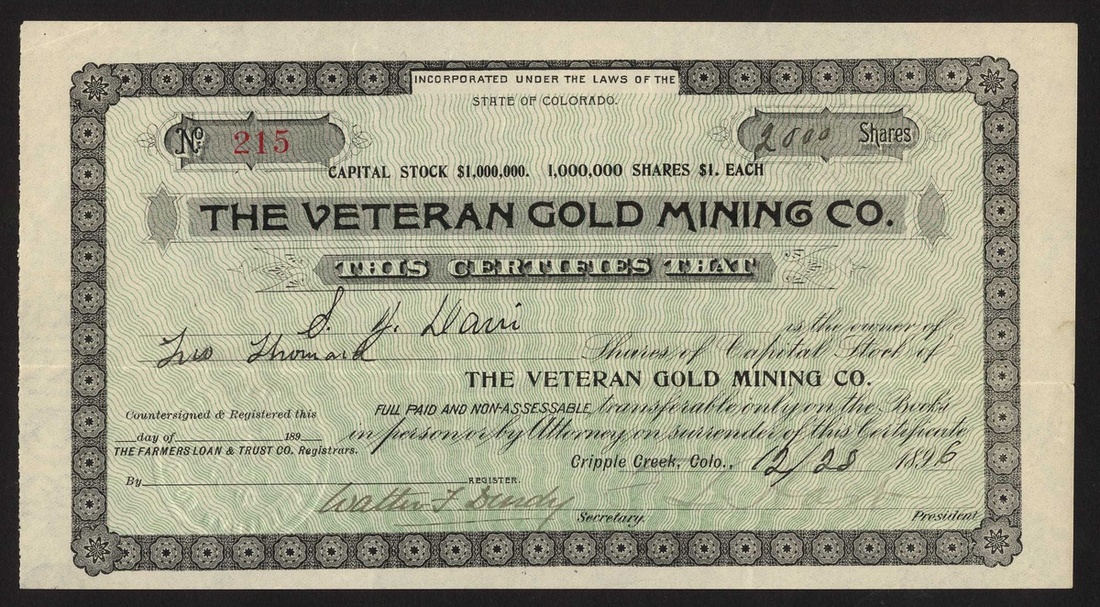 INCORPORATED UNDER THE LAWS OF THE
STATE OF COLORADO.
No. 215
2000 Shares
CAPITAL STOCK $1,000,000. 1,000,000 SHARES $1. EACH
THE VETERAN GOLD MINING CO.
THIS CERTIFIES THAT
S. J. Davis is the owner of
Two Thousand Shares of Capital Stock of
THE VETERAN GOLD MINING CO.
Countersigned & Registered this
day of 189
THE FARMERS LOAN & TRUST CO. Registrars.
By REGISTER.
FULL PAID AND NON-ASSESSABLE, transferable only on the Books
in person or by Attorney on surrender of this Certificate
Cripple Creek, Colo., 12/28 1896
Walter F Dendy
Secretary. President